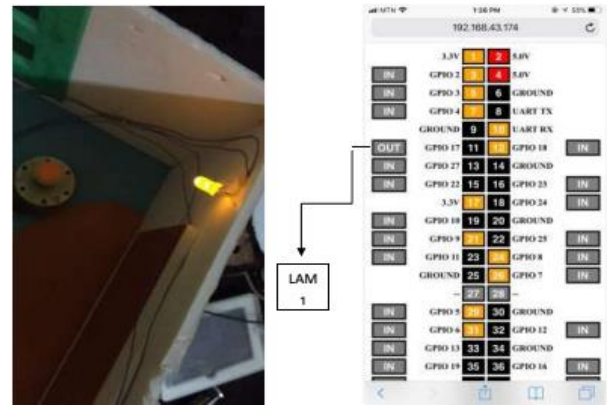 MTN 1:36 PM 55%
192.168.43.174
3.3V 1 2 5.0V
IN GPIO 2 3 4 5.0V
IN GPIO 3 5 6 GROUND
IN GPIO 4 7 8 UART TX
GROUND 9 10 UART RX
OUT GPIO 17 11 12 GPIO 18 IN
IN GPIO 27 13 14 GROUND
IN GPIO 22 15 16 GPIO 23 IN
3.3V 17 18 GPIO 24 IN
IN GPIO 10 19 20 GROUND
IN GPIO 9 21 22 GPIO 25 IN
IN GPIO 11 23 24 GPIO 8 IN
GROUND 25 26 GPIO 7 IN
-- 27 28 --
IN GPIO 5 29 30 GROUND
IN GPIO 6 31 32 GPIO 12 IN
IN GPIO 13 33 34 GROUND
IN GPIO 19 35 36 GPIO 16 IN
LAM
1